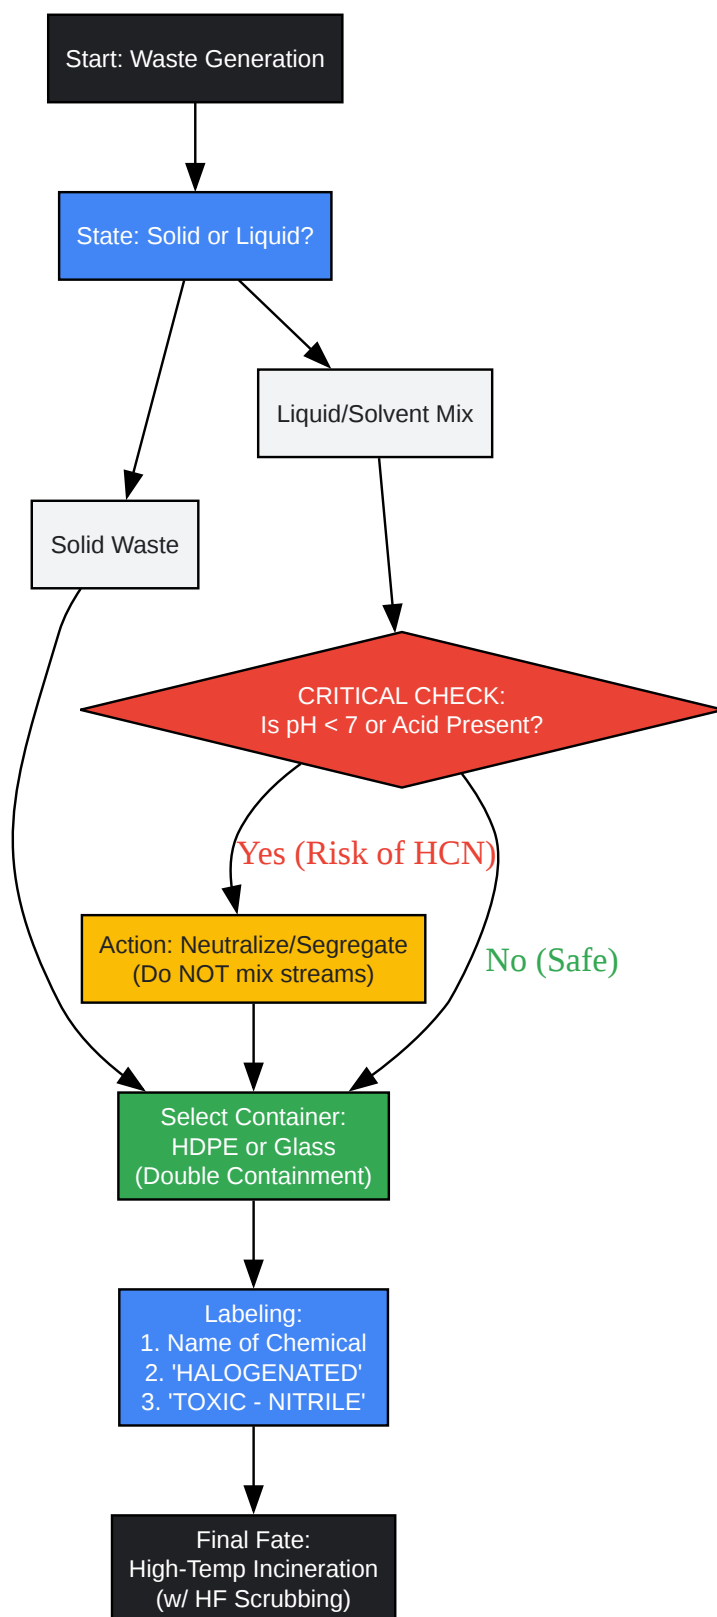 Start: Waste Generation
State: Solid or Liquid?
Liquid/Solvent Mix
Solid Waste
CRITICAL CHECK:
Is pH < 7 or Acid Present?
Yes (Risk of HCN)
Action: Neutralize/Segregate
(Do NOT mix streams)
No (Safe)
Select Container:
HDPE or Glass
(Double Containment)
Labeling:
1. Name of Chemical
2. 'HALOGENATED'
3. 'TOXIC - NITRILE'
Final Fate:
High-Temp Incineration
(w/ HF Scrubbing)